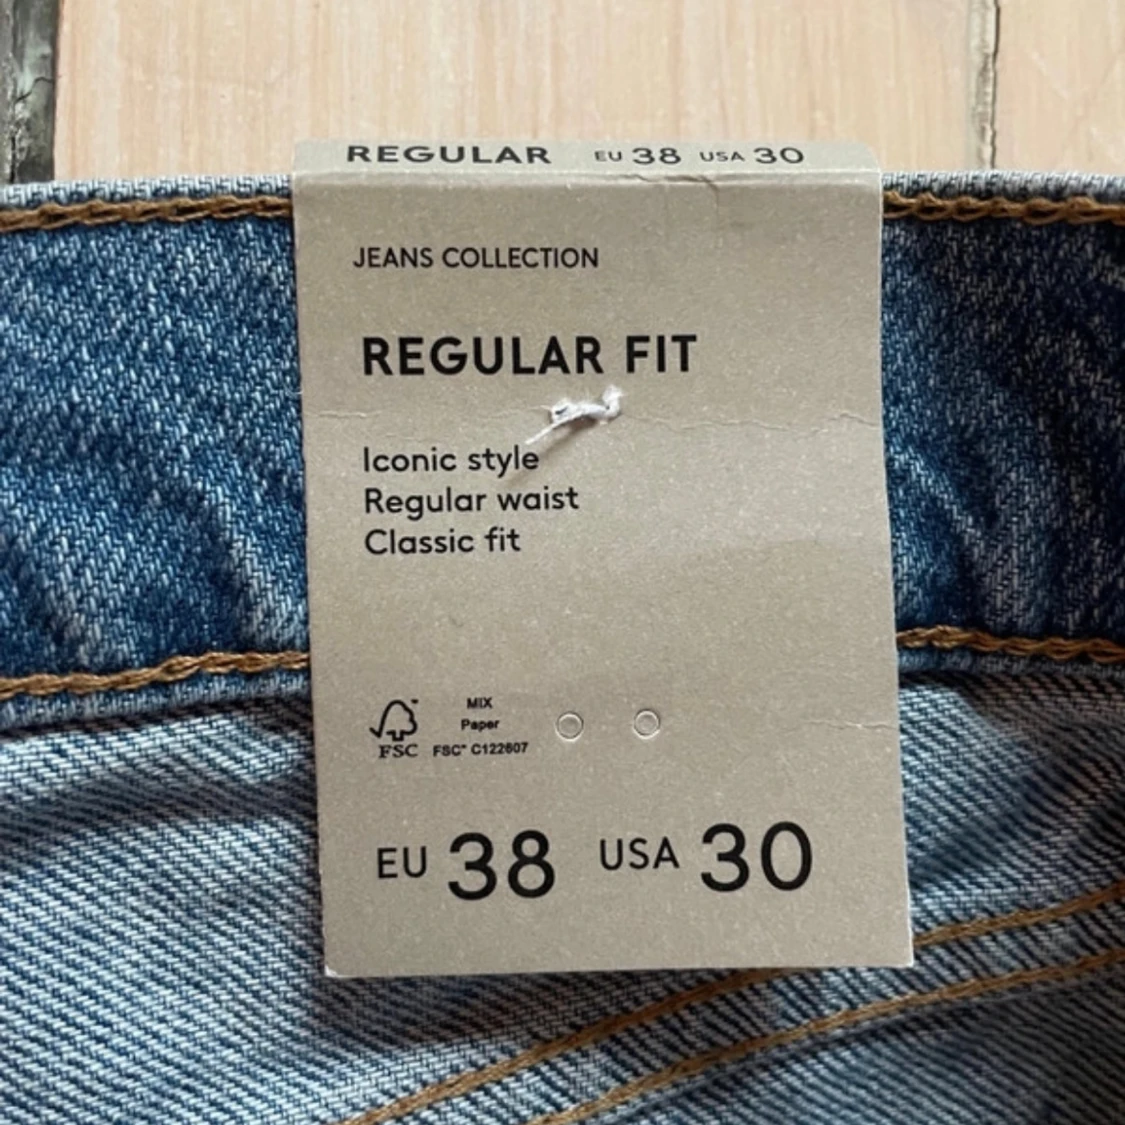 REGULAR EU 38 USA 30
JEANS COLLECTION
REGULAR FIT
Iconic style
Regular waist
Classic fit
MIX
Paper
FSC FSC® C122607
EU 38 USA 30